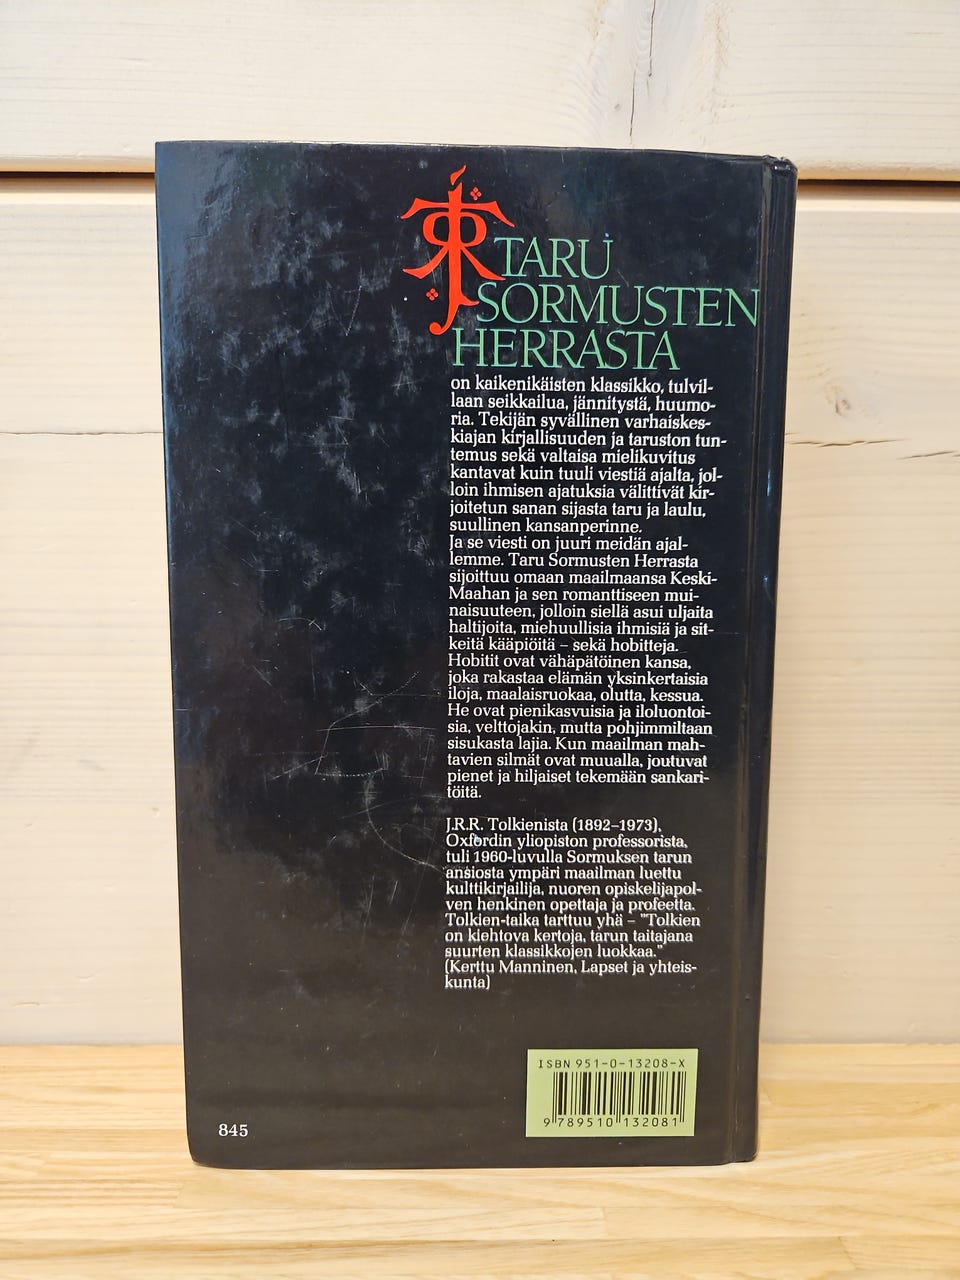 TARU
SORMUSTEN
HERRASTA
on kaikenikäisten klassikko, tulvil-
laan seikkailua, jännitystä, huumo-
ria. Tekijän syvällinen varhaiskes-
kiajan kirjallisuuden ja taruston tun-
temus sekä valtaisa mielikuvitus
kantavat kuin tuuli viestiä ajalta, jol-
loin ihmisen ajatuksia välittivät kir-
joitetun sanan sijasta taru ja laulu,
suullinen kansanperinne.
Ja se viesti on juuri meidän ajal-
lemme. Taru Sormusten Herrasta
sijoittuu omaan maailmaansa Keski-
Maahan ja sen romanttiseen mui-
naisuuteen, jolloin siellä asui uljaita
haltijoita, miehuullisia ihmisiä ja sit-
keitä kääpiöitä – sekä hobitteja.
Hobitit ovat vähäpätöinen kansa,
joka rakastaa elämän yksinkertaisia
iloja, maalaisruokaa, olutta, kessua.
He ovat pienikasvuisia ja iloluontoi-
sia, velttojakin, mutta pohjimmiltaan
sisukasta lajia. Kun maailman mah-
tavien silmät ovat muualla, joutuvat
pienet ja hiljaiset tekemään sankari-
töitä.
J.R.R. Tolkienista (1892–1973),
Oxfordin yliopiston professorista,
tuli 1960-luvulla Sormuksen tarun
ansiosta ympäri maailman luettu
kulttikirjailija, nuoren opiskelijapol-
ven henkinen opettaja ja profeetta.
Tolkien-taika tarttuu yhä – "Tolkien
on kiehtova kertoja, tarun taitajana
suurten klassikkojen luokkaa."
(Kerttu Manninen, Lapset ja yhteis-
kunta)
ISBN 951-0-13208-X
9 789510 132081
845